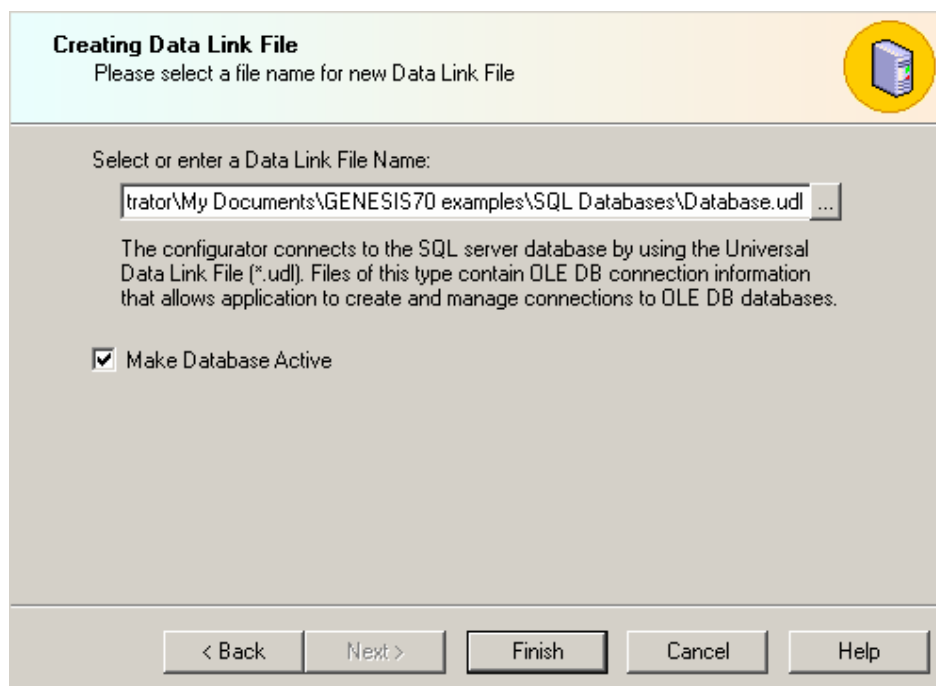 Creating Data Link File
Please select a file name for new Data Link File
Select or enter a Data Link File Name:
trator\My Documents\GENESIS70 examples\SQL Databases\Database.udl ...
The configurator connects to the SQL server database by using the Universal
Data Link File (*.udl). Files of this type contain OLE DB connection information
that allows application to create and manage connections to OLE DB databases.
Make Database Active
< Back Next > Finish Cancel Help